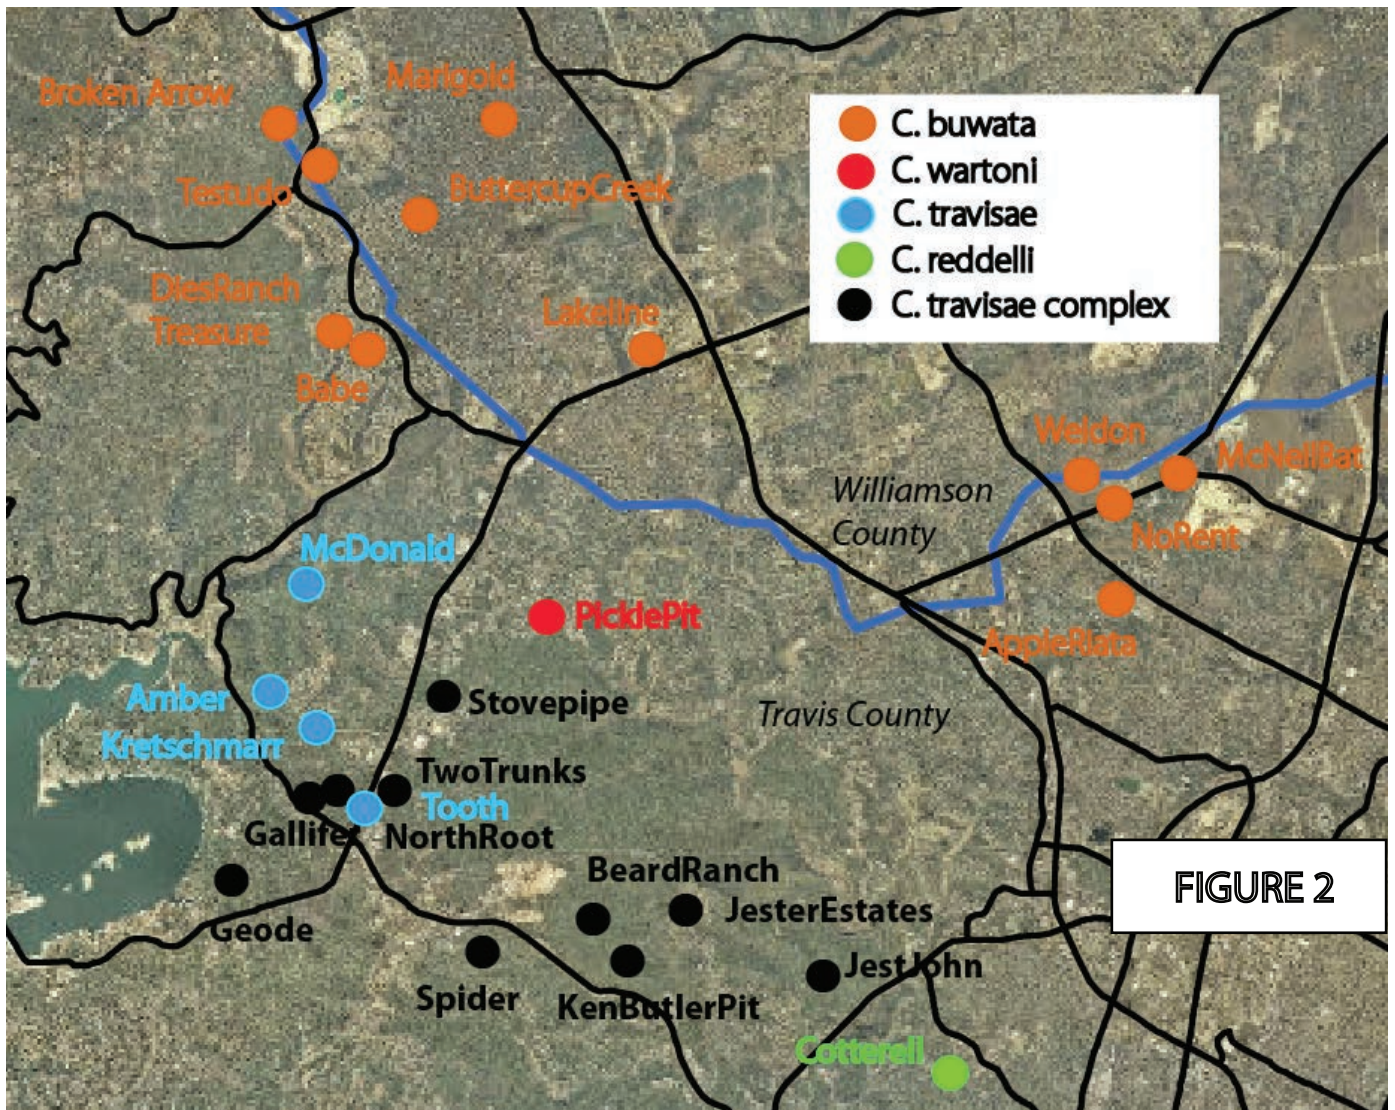 Broken Arrow
Marigold
Testudo
ButtercupCreek
C. buwata
C. wartoni
C. travisae
C. reddelli
C. travisae complex
DiesRanch
Treasure
Babe
Lakeline
Weldon
McNeilBat
NoRent
Williamson
County
AppleRlata
McDonald
PicklePit
Amber
Kretschmarr
Stovepipe
Travis County
TwoTrunks
Tooth
Gallifer
NorthRoot
Geode
BeardRanch
JesterEstates
FIGURE 2
Spider
KenButlerPit
JestJohn
Cotterell